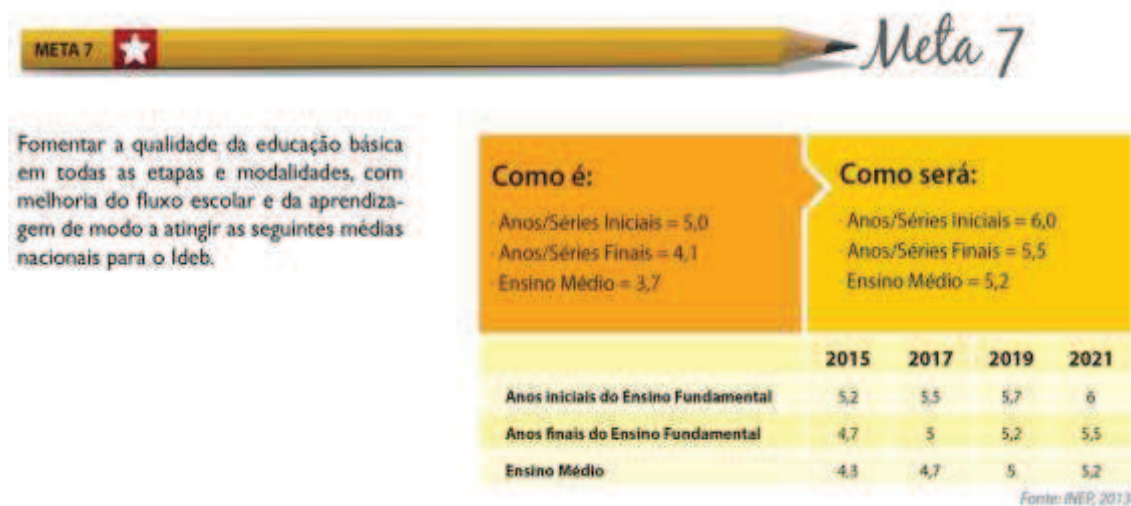 META 7
Meta 7
Fomentar a qualidade da educação básica
em todas as etapas e modalidades, com
melhoria do fluxo escolar e da aprendiza-
gem de modo a atingir as seguintes médias
nacionais para o Ideb.
Como é:
· Anos/Séries Iniciais = 5,0
· Anos/Séries Finais = 4,1
· Ensino Médio = 3,7
Como será:
· Anos/Séries Iniciais = 6,0
· Anos/Séries Finais = 5,5
· Ensino Médio = 5,2
2015 2017 2019 2021
Anos iniciais do Ensino Fundamental 5,2 5,5 5,7 6
Anos finais do Ensino Fundamental 4,7 5 5,2 5,5
Ensino Médio 4,3 4,7 5 5,2
Fonte: INEP, 2013